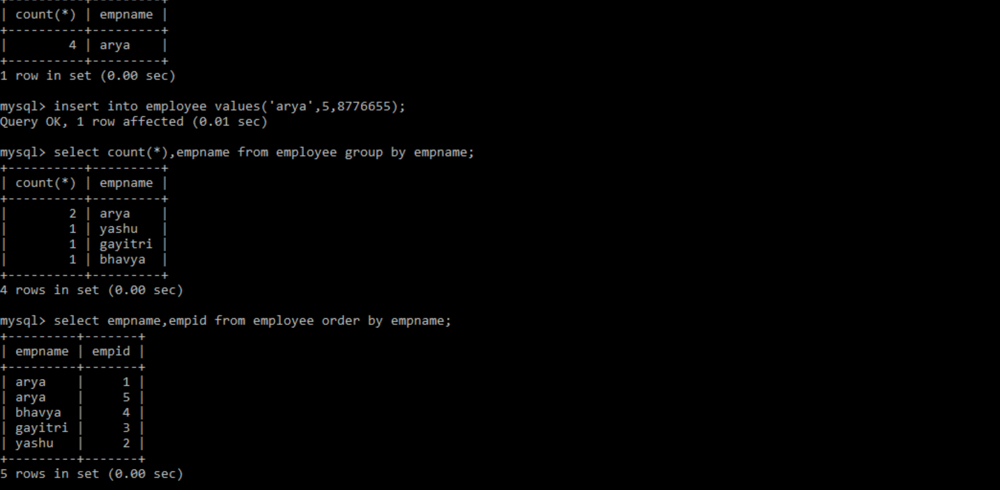 +----------+---------+
| count(*) | empname |
+----------+---------+
|        4 | arya    |
+----------+---------+
1 row in set (0.00 sec)

mysql> insert into employee values('arya',5,8776655);
Query OK, 1 row affected (0.01 sec)

mysql> select count(*),empname from employee group by empname;
+----------+---------+
| count(*) | empname |
+----------+---------+
|        2 | arya    |
|        1 | yashu   |
|        1 | gayitri |
|        1 | bhavya  |
+----------+---------+
4 rows in set (0.00 sec)

mysql> select empname,empid from employee order by empname;
+---------+-------+
| empname | empid |
+---------+-------+
| arya    |     1 |
| arya    |     5 |
| bhavya  |     4 |
| gayitri |     3 |
| yashu   |     2 |
+---------+-------+
5 rows in set (0.00 sec)